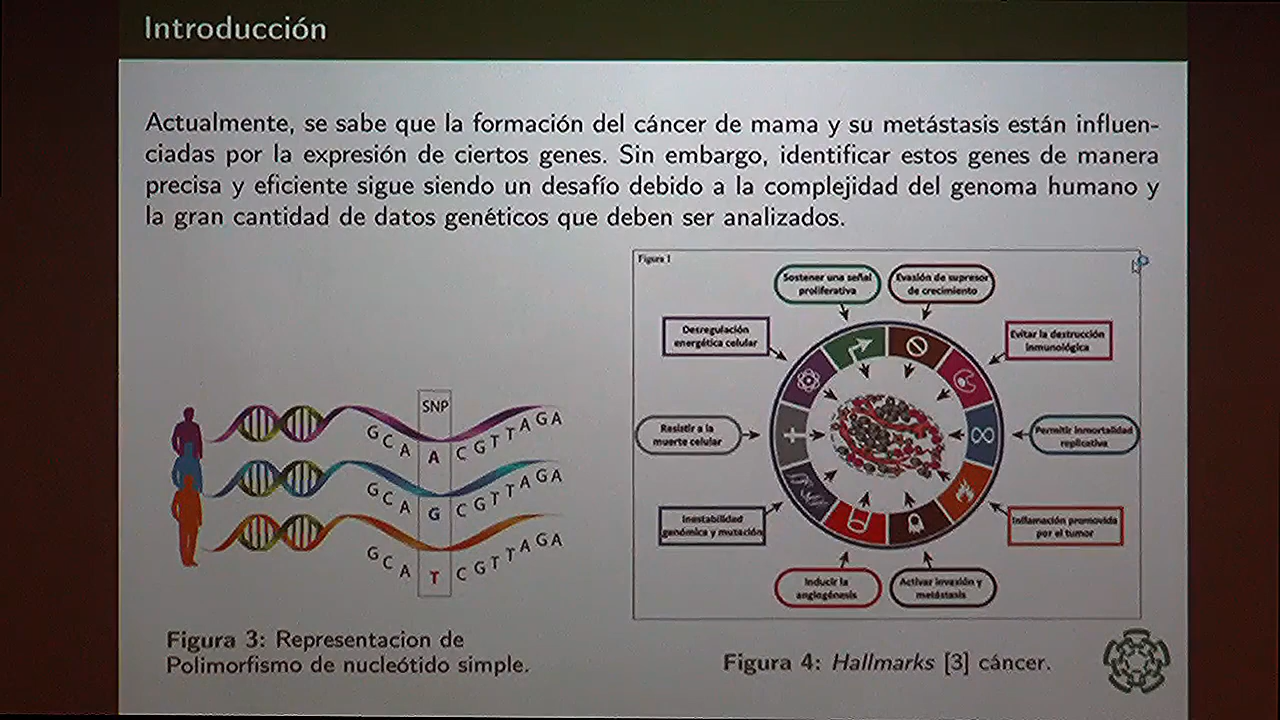 Introducción
Actualmente, se sabe que la formación del cáncer de mama y su metástasis están influen-
ciadas por la expresión de ciertos genes. Sin embargo, identificar estos genes de manera
precisa y eficiente sigue siendo un desafío debido a la complejidad del genoma humano y
la gran cantidad de datos genéticos que deben ser analizados.
SNP
G C A A C G T T A G A
G C A G C G T T A G A
G C A T C G T T A G A
Figura 3: Representacion de
Polimorfismo de nucleótido simple.
Figura 1
Sostener una señal
proliferativa
Evasión de supresor
de crecimiento
Desregulación
energética celular
Evitar la destrucción
inmunológica
Resistir a la
muerte celular
Permitir inmortalidad
replicativa
Inestabilidad
genómica y mutación
Inflamación promovida
por el tumor
Inducir la
angiogénesis
Activar invasión y
metástasis
Figura 4: Hallmarks [3] cáncer.